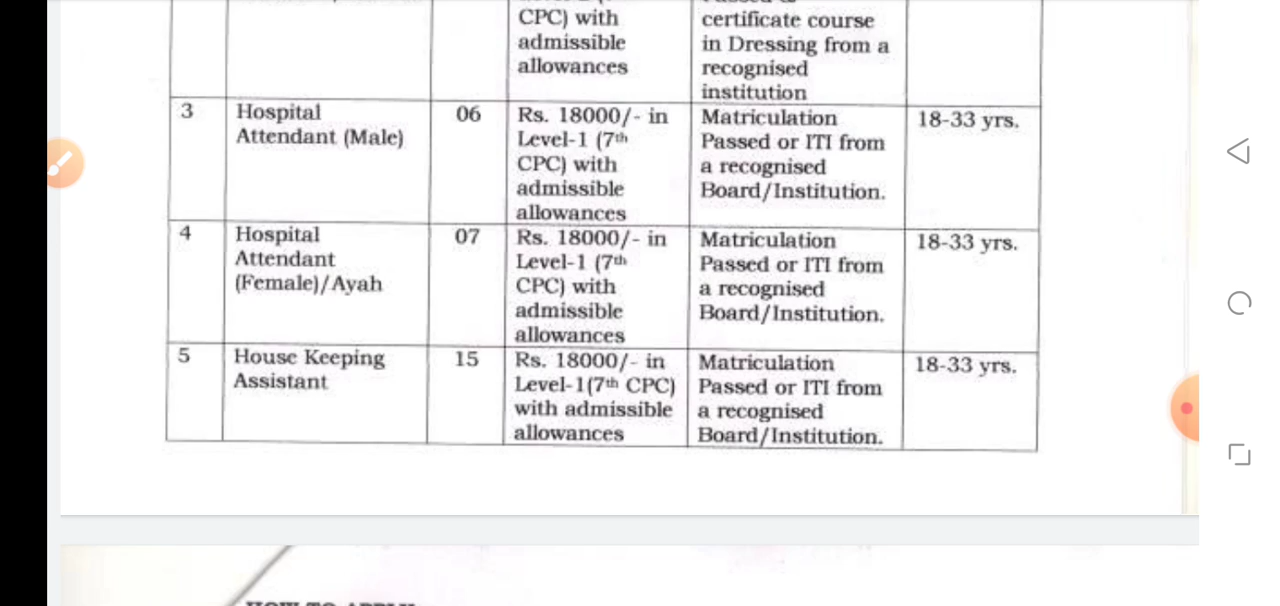 CPC) with
admissible
allowances
certificate course
in Dressing from a
recognised
institution
3
Hospital
Attendant (Male)
06
Rs. 18000/- in
Level-1 (7th
CPC) with
admissible
allowances
Matriculation
Passed or ITI from
a recognised
Board/Institution.
18-33 yrs.
4
Hospital
Attendant
(Female)/Ayah
07
Rs. 18000/- in
Level-1 (7th
CPC) with
admissible
allowances
Matriculation
Passed or ITI from
a recognised
Board/Institution.
18-33 yrs.
5
House Keeping
Assistant
15
Rs. 18000/- in
Level-1(7th CPC)
with admissible
allowances
Matriculation
Passed or ITI from
a recognised
Board/Institution.
18-33 yrs.
HOW TO APPLY